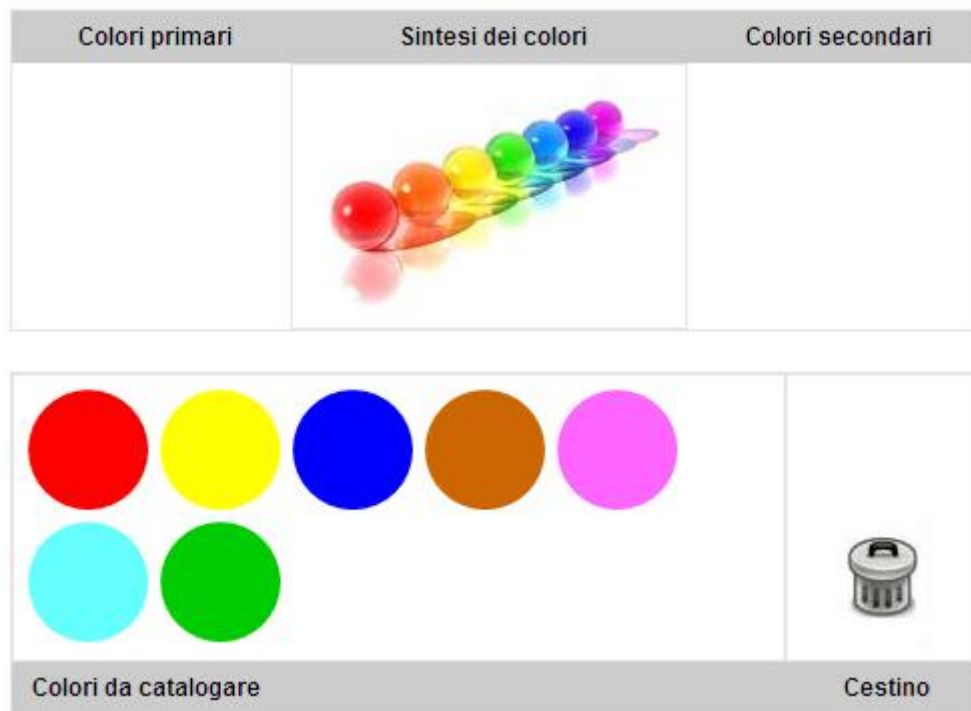 Colori primari
Sintesi dei colori
Colori secondari
Colori da catalogare
Cestino